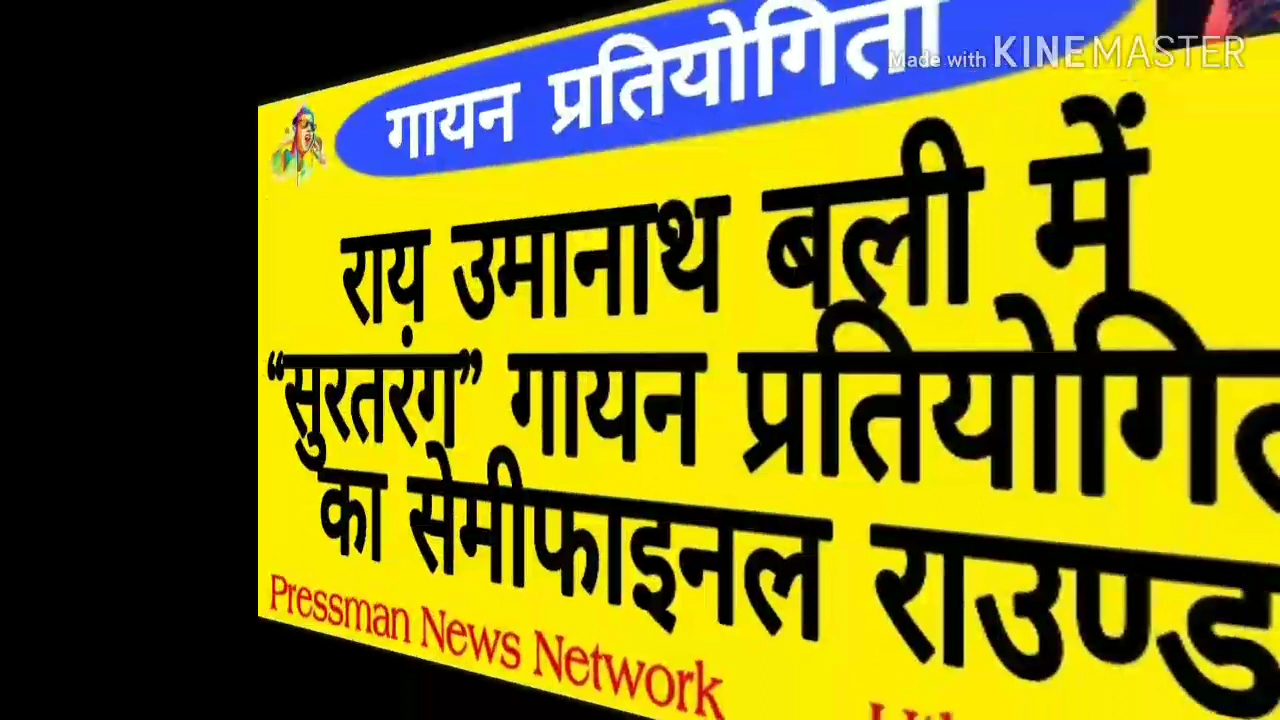 गायन प्रतियोगिता
Made with KINEMASTER
राय उमानाथ बली में
“सुरतरंग” गायन प्रतियोगिता
का सेमीफाइनल राउण्ड
Pressman News Network